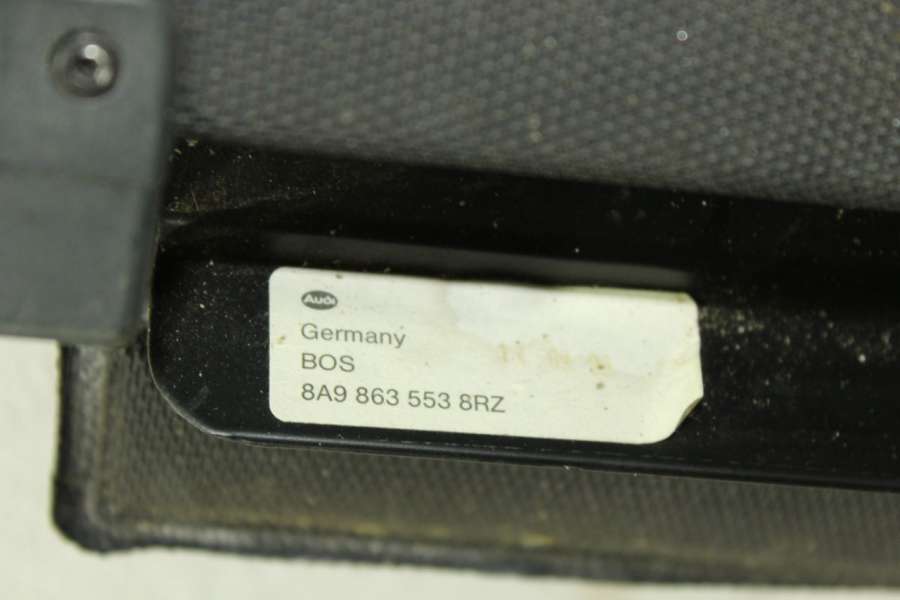 Audi
Germany
BOS
8A9 863 553 8RZ